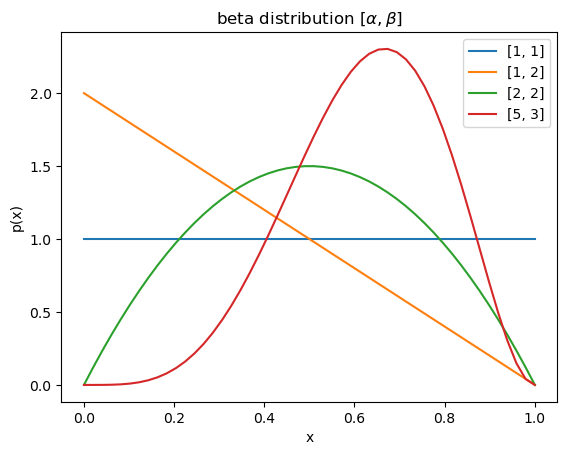 beta distribution [α, β]
[1, 1]
[1, 2]
[2, 2]
[5, 3]
p(x)
2.0
1.5
1.0
0.5
0.0
0.0 0.2 0.4 0.6 0.8 1.0
x